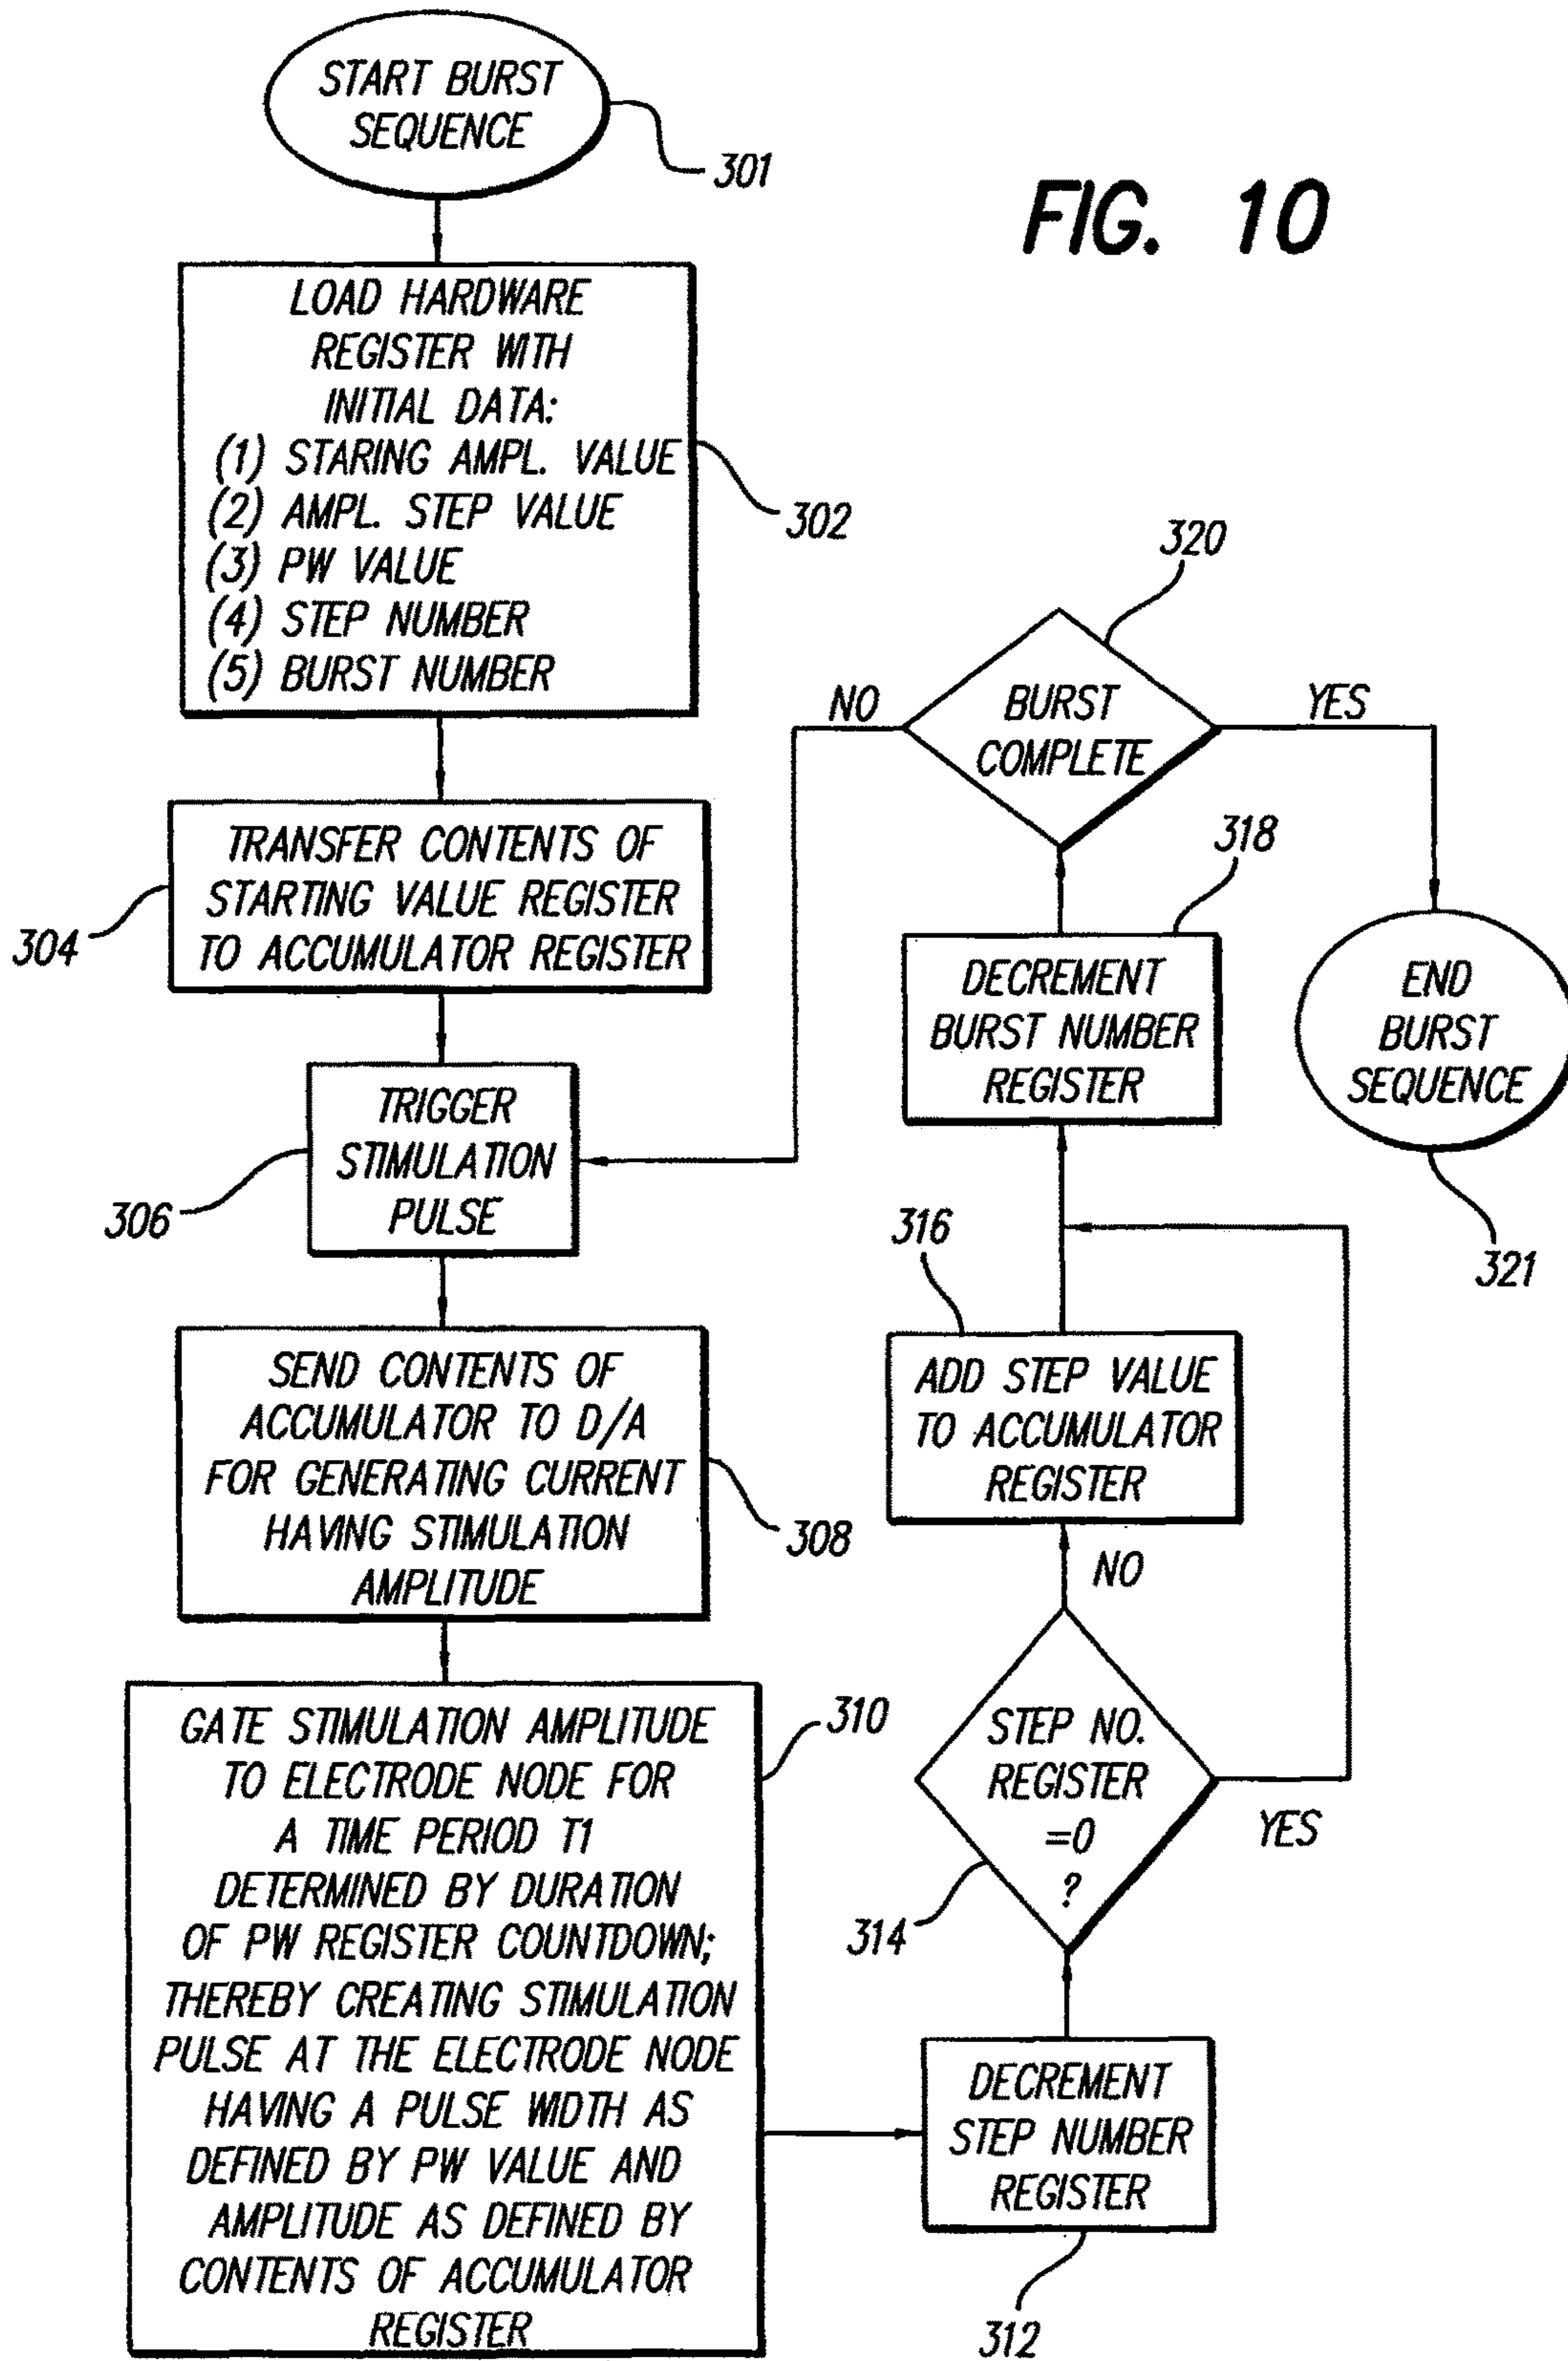 START BURST
SEQUENCE
301
FIG. 10
LOAD HARDWARE
REGISTER WITH
INITIAL DATA:
(1) STARING AMPL. VALUE
(2) AMPL. STEP VALUE
(3) PW VALUE
(4) STEP NUMBER
(5) BURST NUMBER
302
TRANSFER CONTENTS OF
STARTING VALUE REGISTER
TO ACCUMULATOR REGISTER
304
TRIGGER
STIMULATION
PULSE
306
SEND CONTENTS OF
ACCUMULATOR TO D/A
FOR GENERATING CURRENT
HAVING STIMULATION
AMPLITUDE
308
GATE STIMULATION AMPLITUDE
TO ELECTRODE NODE FOR
A TIME PERIOD T1
DETERMINED BY DURATION
OF PW REGISTER COUNTDOWN;
THEREBY CREATING STIMULATION
PULSE AT THE ELECTRODE NODE
HAVING A PULSE WIDTH AS
DEFINED BY PW VALUE AND
AMPLITUDE AS DEFINED BY
CONTENTS OF ACCUMULATOR
REGISTER
310
DECREMENT
STEP NUMBER
REGISTER
312
STEP NO.
REGISTER
=0
?
314
YES
NO
ADD STEP VALUE
TO ACCUMULATOR
REGISTER
316
DECREMENT
BURST NUMBER
REGISTER
318
BURST
COMPLETE
320
NO
YES
END
BURST
SEQUENCE
321